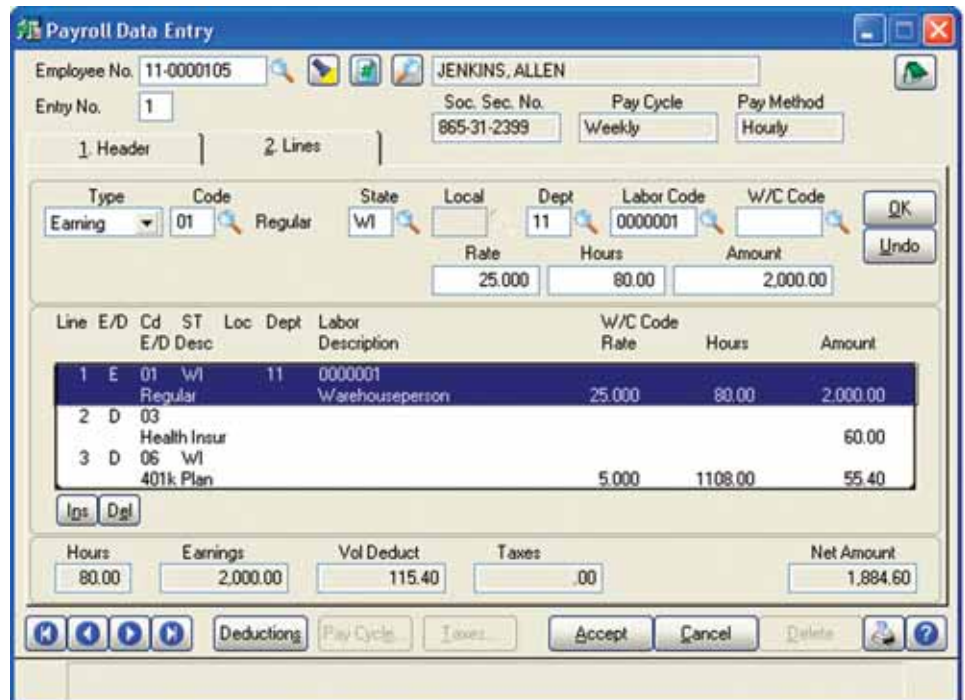 Payroll Data Entry
Employee No. 11-0000105 JENKINS, ALLEN
Entry No. 1 Soc. Sec. No. Pay Cycle Pay Method
865-31-2399 Weekly Hourly
1. Header 2. Lines
Type Code State Local Dept Labor Code W/C Code
Earning 01 Regular WI 11 0000001 OK
Undo
Rate Hours Amount
25.000 80.00 2,000.00
Line E/D Cd ST Loc Dept Labor W/C Code
E/D Desc Description Rate Hours Amount
1 E 01 WI 11 0000001
Regular Warehouseperson 25.000 80.00 2,000.00
2 D 03
Health Insur 60.00
3 D 06 WI
401k Plan 5.000 1108.00 55.40
Ins Del
Hours Earnings Vol Deduct Taxes Net Amount
80.00 2,000.00 115.40 .00 1,884.60
Deductions Pay Cycle... Taxes... Accept Cancel Delete